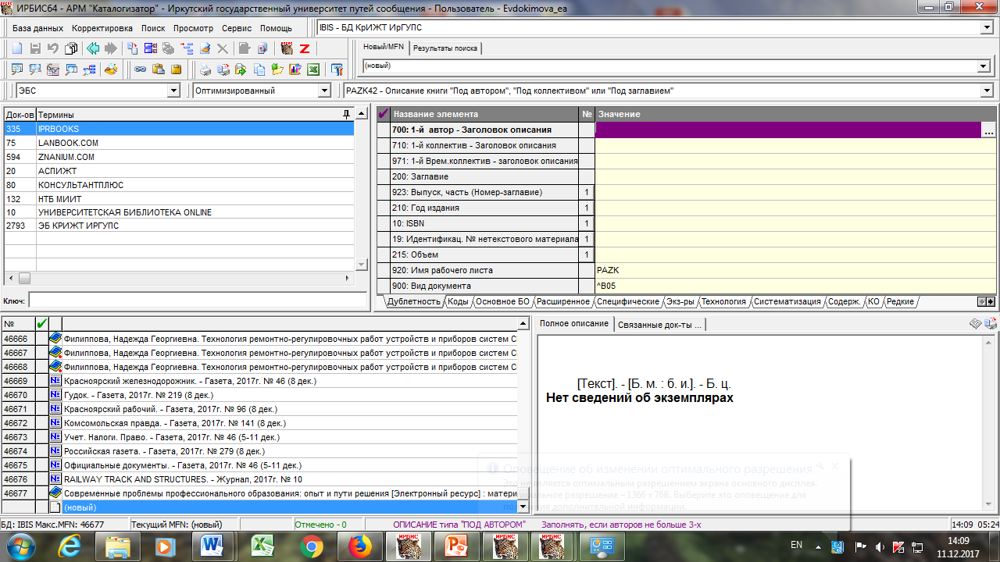 ИРБИС64 - АРМ "Каталогизатор" - Иркутский государственный университет путей сообщения - Пользователь - Evdokimova_ea
База данных Корректировка Поиск Просмотр Сервис Помощь
IBIS - БД КрИЖТ ИрГУПС
Новый/MFN Результаты поиска
(новый)
ЭБС Оптимизированный PAZK42 - Описание книги "Под автором", "Под коллективом" или "Под заглавием"
Док-ов Термины
335 IPRBOOKS
75 LANBOOK.COM
594 ZNANIUM.COM
20 АСПИЖТ
80 КОНСУЛЬТАНТПЛЮС
132 НТБ МИИТ
10 УНИВЕРСИТЕТСКАЯ БИБЛИОТЕКА ONLINE
2793 ЭБ КРИЖТ ИРГУПС
Ключ:
Название элемента № Значение
700: 1-й автор - Заголовок описания ...
710: 1-й коллектив - Заголовок описания
971: 1-й Врем.коллектив - заголовок описания
200: Заглавие
923: Выпуск, часть (Номер-заглавие) 1
210: Год издания 1
10: ISBN 1
19: Идентификац. № нетекстового материала 1
215: Объем 1
920: Имя рабочего листа PAZK
900: Вид документа ^B05
Дублетность Коды Основное БО Расширенное Специфические Экз-ры Технология Систематизация Содерж. КО Редкие
№
46666 Филиппова, Надежда Георгиевна. Технология ремонтно-регулировочных работ устройств и приборов систем С
46667 Филиппова, Надежда Георгиевна. Технология ремонтно-регулировочных работ устройств и приборов систем С
46668 Филиппова, Надежда Георгиевна. Технология ремонтно-регулировочных работ устройств и приборов систем С
46669 Красноярский железнодорожник. - Газета, 2017г. № 46 (8 дек.)
46670 Гудок. - Газета, 2017г. № 219 (8 дек.)
46671 Красноярский рабочий. - Газета, 2017г. № 96 (8 дек.)
46672 Комсомольская правда. - Газета, 2017г. № 141 (8 дек.)
46673 Учет. Налоги. Право. - Газета, 2017г. № 46 (5-11 дек.)
46674 Российская газета. - Газета, 2017г. № 279 (8 дек.)
46675 Официальные документы. - Газета, 2017г. № 46 (5-11 дек.)
46676 RAILWAY TRACK AND STRUCTURES. - Журнал, 2017г. № 10
46677 Современные проблемы профессионального образования: опыт и пути решения [Электронный ресурс] : матери
(новый)
Полное описание Связанные док-ты ...
[Текст]. - [Б. м. : б. и.]. - Б. ц.
Нет сведений об экземплярах
Оповещение об изменении оптимального разрешения
Это не является оптимальным разрешением экрана основного дисплея.
разрешение – 1366 x 768. Выберите это оповещение для
дополнительной информации.
БД: IBIS Макс.MFN: 46677 Текущий MFN: (новый) Отмечено - 0 ОПИСАНИЕ типа "ПОД АВТОРОМ" Заполнять, если авторов не больше 3-х 14:09 05:24
EN 14:09
11.12.2017